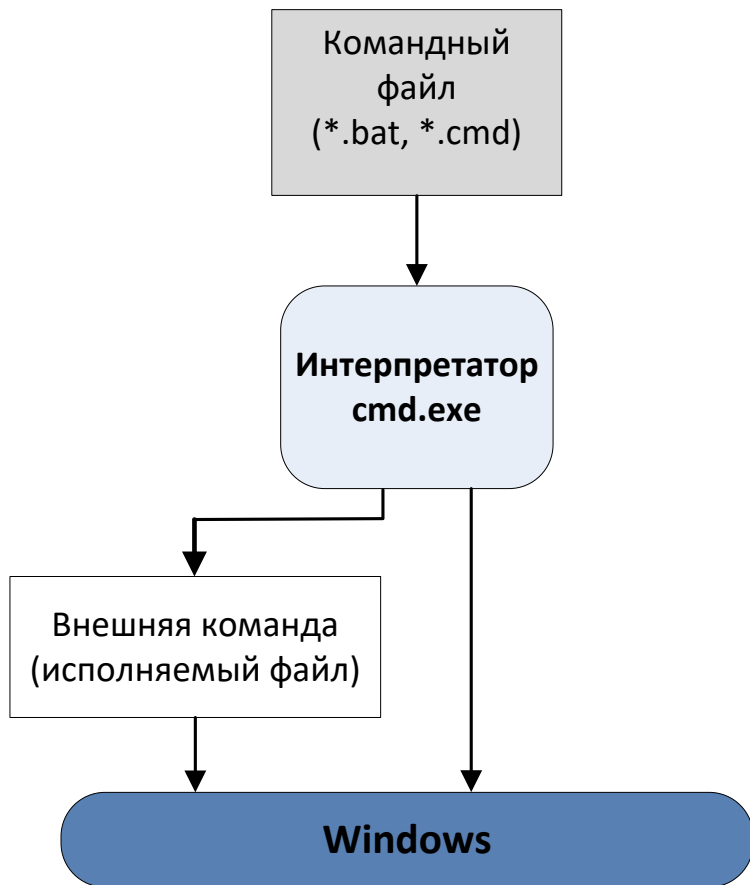 Командный
файл
(*.bat, *.cmd)
Интерпретатор
cmd.exe
Внешняя команда
(исполняемый файл)
Windows